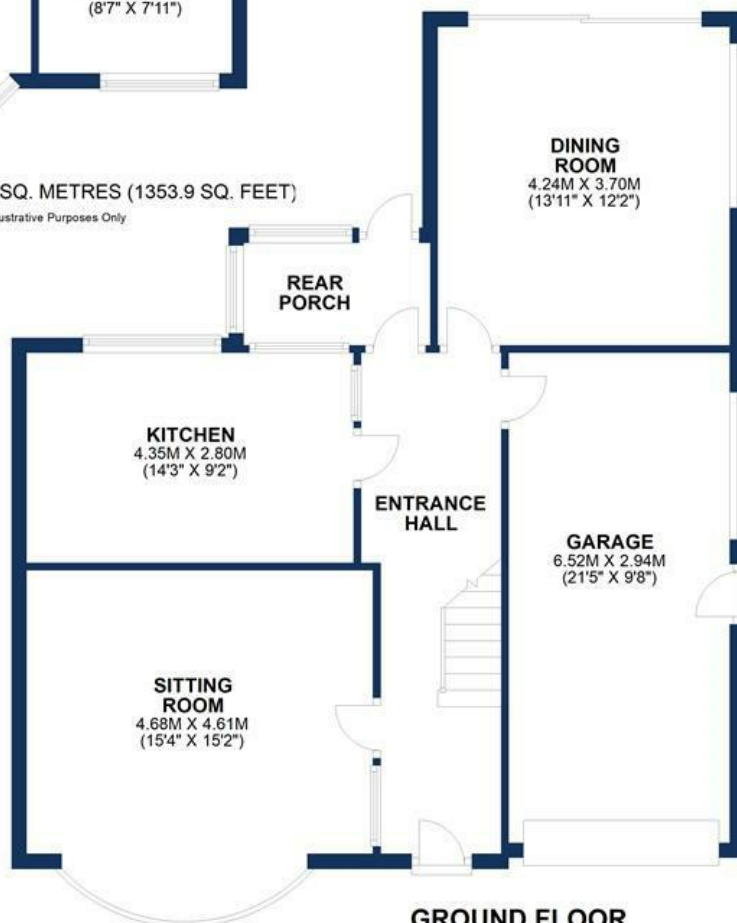 (8'7" X 7'11")
SQ. METRES (1353.9 SQ. FEET)
Purposes Only
DINING
ROOM
4.24M X 3.70M
(13'11" X 12'2")
REAR
PORCH
KITCHEN
4.35M X 2.80M
(14'3" X 9'2")
ENTRANCE
HALL
GARAGE
6.52M X 2.94M
(21'5" X 9'8")
SITTING
ROOM
4.68M X 4.61M
(15'4" X 15'2")
GROUND FLOOR